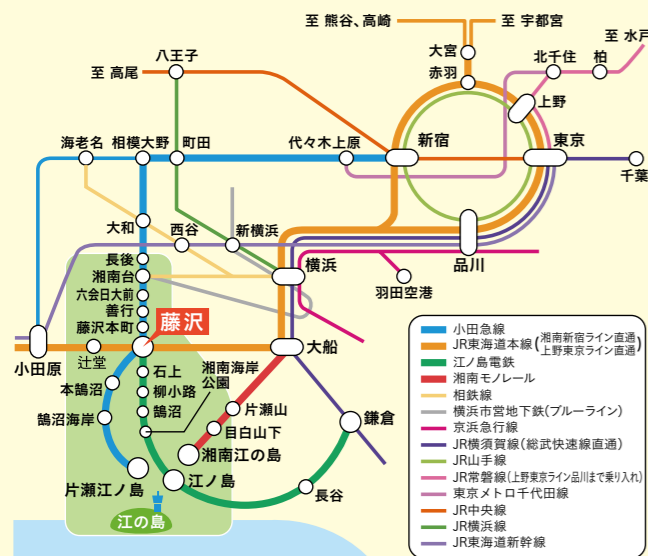 至 熊谷、高崎
至 宇都宮
至 水戸
大宮
八王子
北千住
柏
至 高尾
赤羽
上野
海老名
相模大野
町田
代々木上原
新宿
東京
千葉
大和
西谷
新横浜
長後
湘南台
横浜
品川
羽田空港
六会日大前
善行
藤沢本町
藤沢
小田原
辻堂
大船
石上
湘南海岸
公園
本鵠沼
柳小路
鵠沼
片瀬山
鵠沼海岸
目白山下
鎌倉
湘南江の島
片瀬江ノ島
江ノ島
長谷
江の島
小田急線
JR東海道本線(湘南新宿ライン直通
上野東京ライン直通)
江ノ島電鉄
湘南モノレール
相鉄線
横浜市営地下鉄(ブルーライン)
京浜急行線
JR横須賀線(総武快速線直通)
JR山手線
JR常磐線(上野東京ライン品川まで乗り入れ)
東京メトロ千代田線
JR中央線
JR横浜線
JR東海道新幹線